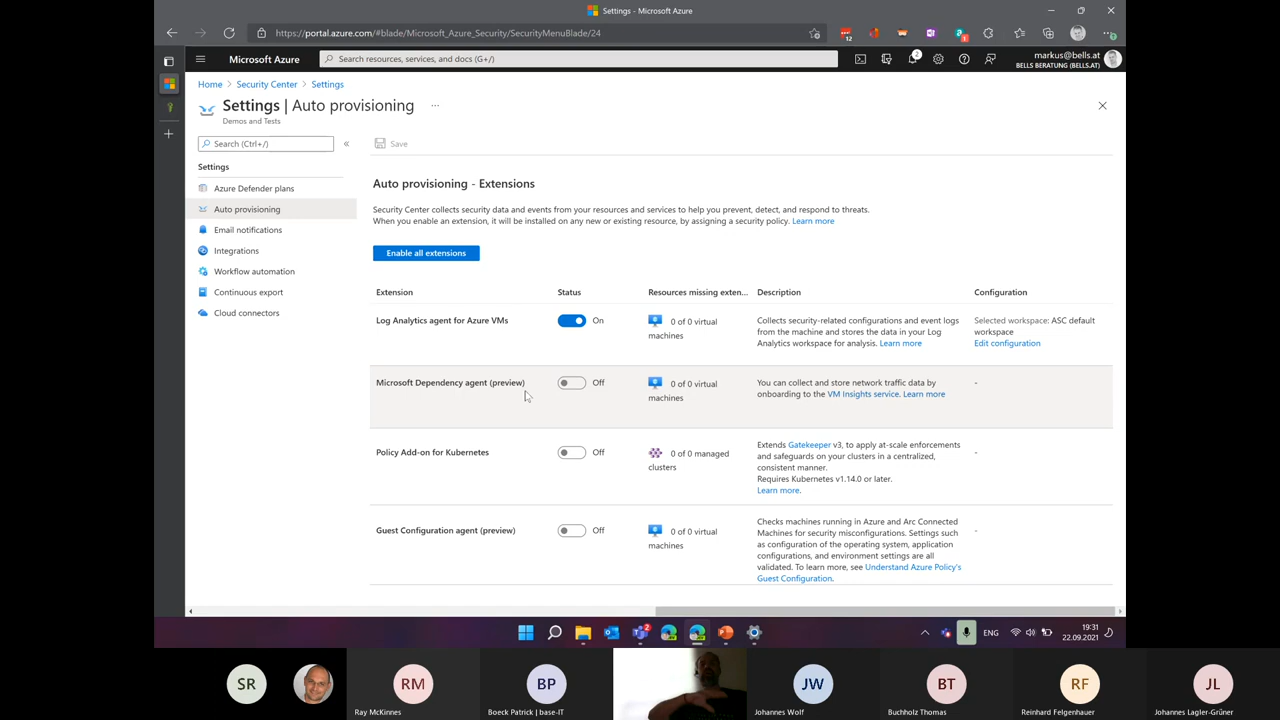 Settings - Microsoft Azure
https://portal.azure.com/#blade/Microsoft_Azure_Security/SecurityMenuBlade/24
12
Microsoft Azure
Search resources, services, and docs (G+/)
2
markus@bells.at
BELLS BERATUNG (BELLS.AT)
Home > Security Center > Settings
Settings | Auto provisioning ...
Demos and Tests
Search (Ctrl+/)
«
Save
Settings
Azure Defender plans
Auto provisioning
Email notifications
Integrations
Workflow automation
Continuous export
Cloud connectors
Auto provisioning - Extensions
Security Center collects security data and events from your resources and services to help you prevent, detect, and respond to threats.
When you enable an extension, it will be installed on any new or existing resource, by assigning a security policy. Learn more
Enable all extensions
Extension Status Resources missing exten... Description Configuration
Log Analytics agent for Azure VMs
On
0 of 0 virtual
machines
Collects security-related configurations and event logs
from the machine and stores the data in your Log
Analytics workspace for analysis. Learn more
Selected workspace: ASC default
workspace
Edit configuration
Microsoft Dependency agent (preview)
Off
0 of 0 virtual
machines
You can collect and store network traffic data by
onboarding to the VM Insights service. Learn more
-
Policy Add-on for Kubernetes
Off
0 of 0 managed
clusters
Extends Gatekeeper v3, to apply at-scale enforcements
and safeguards on your clusters in a centralized,
consistent manner.
Requires Kubernetes v1.14.0 or later.
Learn more.
-
Guest Configuration agent (preview)
Off
0 of 0 virtual
machines
Checks machines running in Azure and Arc Connected
Machines for security misconfigurations. Settings such
as configuration of the operating system, application
configurations, and environment settings are all
validated. To learn more, see Understand Azure Policy's
Guest Configuration.
-
2
ENG
19:31
22.09.2021
SR
RM
BP
JW
BT
RF
JL
Ray McKinnes
Boeck Patrick | base-IT
Johannes Wolf
Buchholz Thomas
Reinhard Felgenhauer
Johannes Lagler-Grüner